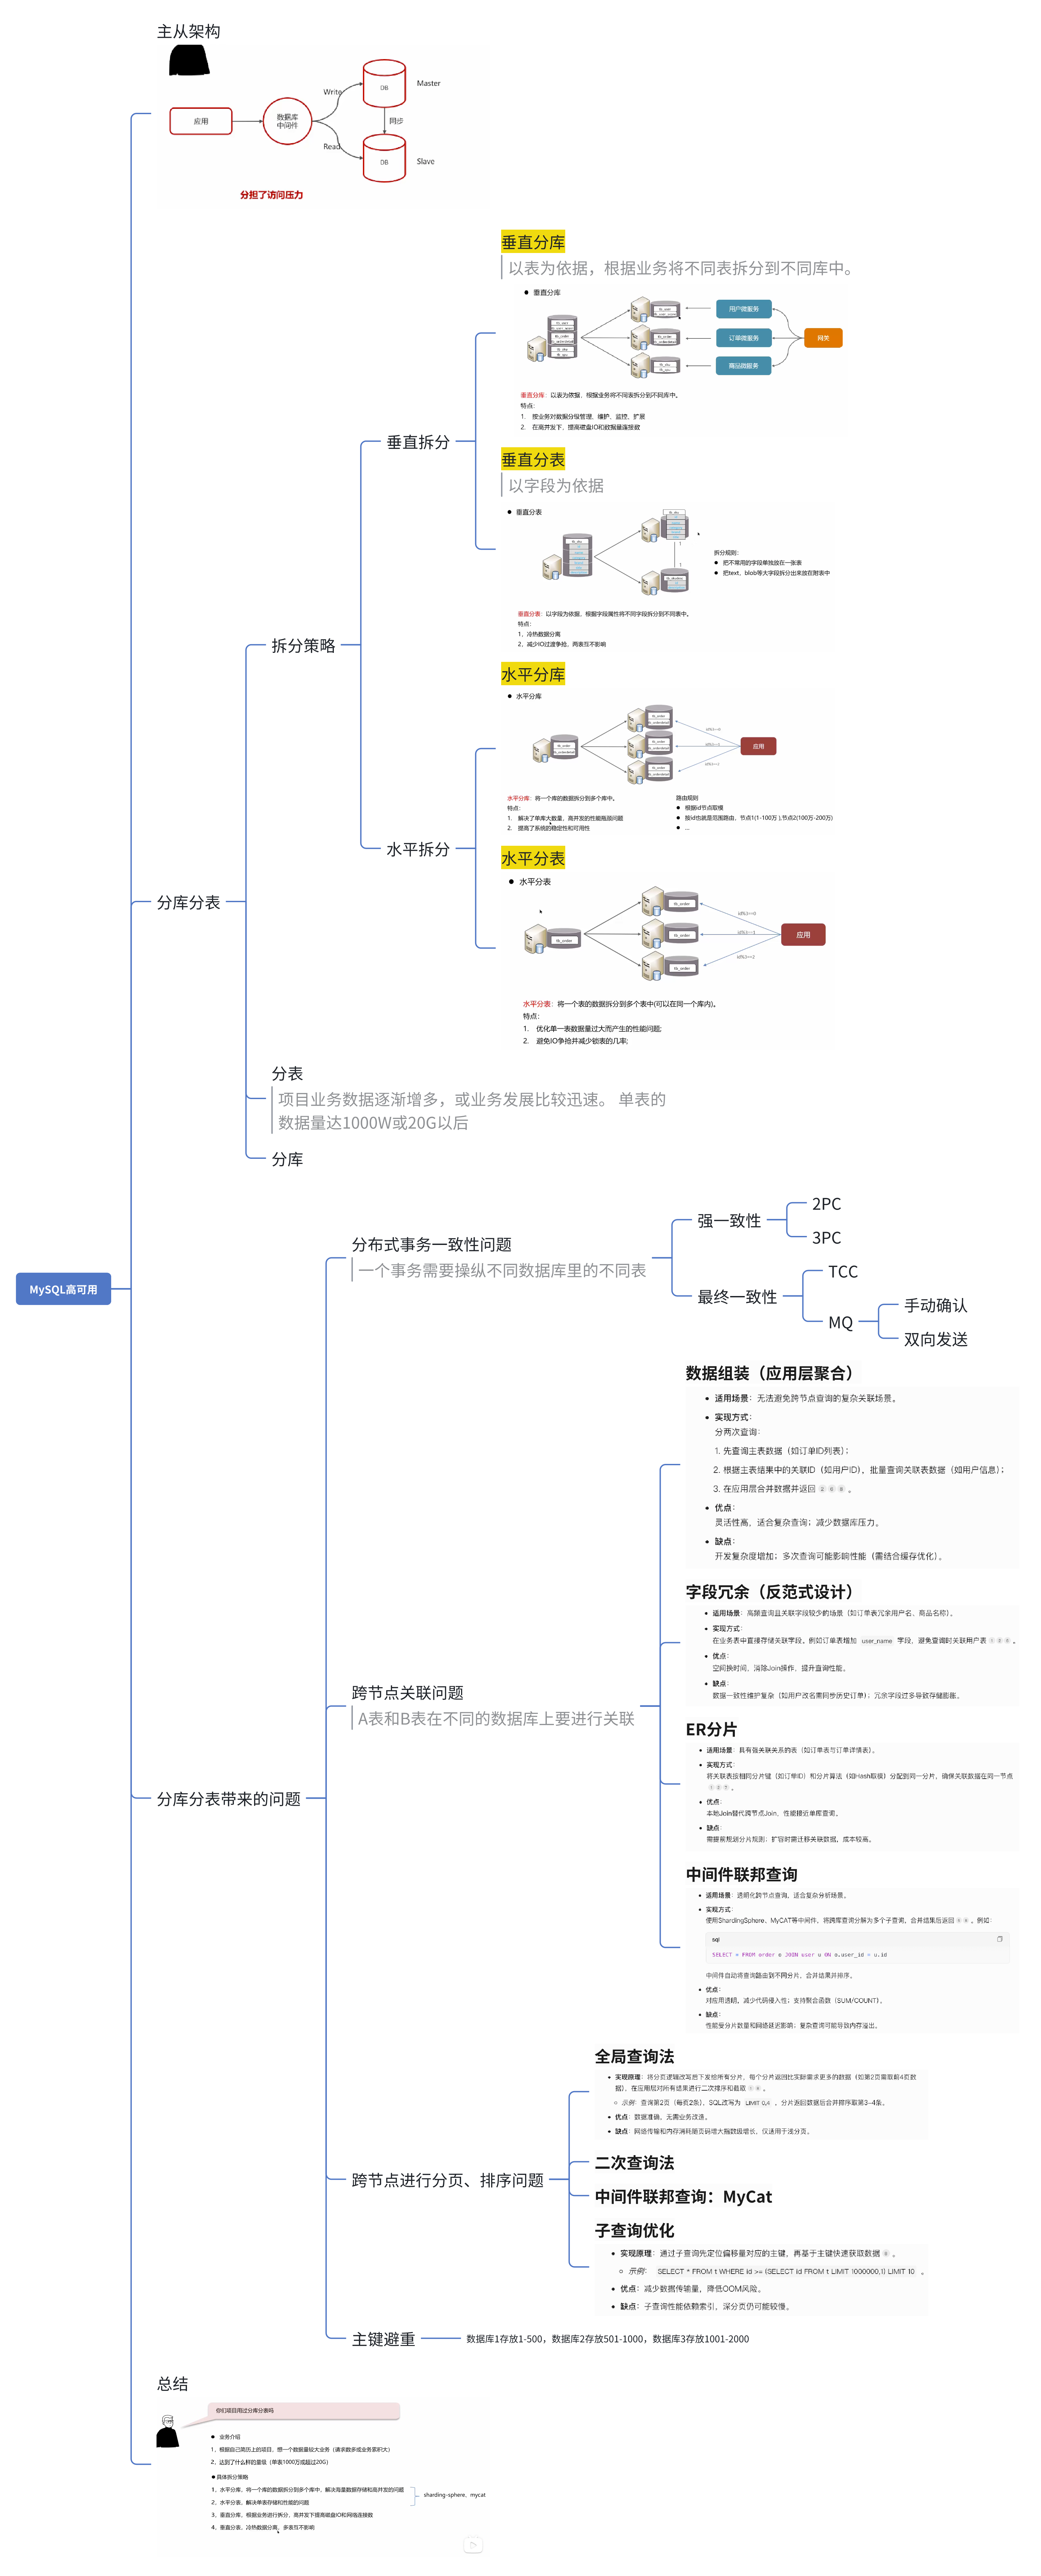 主从架构
应用
数据库
中间件
Write
Read
DB
Master
同步
DB
Slave
分担了访问压力
垂直分库
以表为依据，根据业务将不同表拆分到不同库中。
● 垂直分库
用户微服务
订单微服务
商品微服务
网关
垂直分库：以表为依据，根据业务将不同表拆分到不同库中。
特点：
1. 按业务对数据分级管理、维护、监控、扩展
2. 在高并发下，提高磁盘IO和数据量连接数
垂直拆分
垂直分表
以字段为依据
● 垂直分表
1
1
拆分规则：
● 把不常用的字段单独放在一张表
● 把text，blob等大字段拆分出来放在附表中
垂直分表：以字段为依据，根据字段属性将不同字段拆分到不同表中。
特点：
1，冷热数据分离
2，减少IO过渡争抢，两表互不影响
拆分策略
水平分库
● 水平分库
tb_order
应用
水平分库：将一个库的数据拆分到多个库中。
特点：
1. 解决了单库大数量，高并发的性能瓶颈问题
2. 提高了系统的稳定性和可用性
路由规则
● 根据id节点取模
● 按id也就是范围路由，节点1(1-100万 ),节点2(100万-200万)
● ...
水平拆分
水平分表
● 水平分表
tb_order
tb_order
tb_order
tb_order
id%3==0
id%3==1
id%3==2
应用
水平分表：将一个表的数据拆分到多个表中(可以在同一个库内)。
特点：
1. 优化单一表数据量过大而产生的性能问题;
2. 避免IO争抢并减少锁表的几率;
分库分表
分表
项目业务数据逐渐增多，或业务发展比较迅速。 单表的
数据量达1000W或20G以后
分库
MySQL高可用
分布式事务一致性问题
一个事务需要操纵不同数据库里的不同表
强一致性
2PC
3PC
最终一致性
TCC
MQ
手动确认
双向发送
数据组装（应用层聚合）
• 适用场景：无法避免跨节点查询的复杂关联场景。
• 实现方式：
分两次查询：
1. 先查询主表数据（如订单ID列表）；
2. 根据主表结果中的关联ID（如用户ID），批量查询关联表数据（如用户信息）；
3. 在应用层合并数据并返回 2 6 8 。
• 优点：
灵活性高，适合复杂查询；减少数据库压力。
• 缺点：
开发复杂度增加；多次查询可能影响性能（需结合缓存优化）。
字段冗余（反范式设计）
• 适用场景：高频查询且关联字段较少的场景（如订单表冗余用户名、商品名称）。
• 实现方式：
在业务表中直接存储关联字段。例如订单表增加 user_name 字段，避免查询时关联用户表
• 优点：
空间换时间，消除Join操作，提升查询性能。
• 缺点：
数据一致性维护复杂（如用户改名需同步历史订单）；冗余字段过多导致存储膨胀。
跨节点关联问题
A表和B表在不同的数据库上要进行关联
ER分片
• 适用场景：具有强关联关系的表（如订单表与订单详情表）。
• 实现方式：
将关联表按相同分片键（如订单ID）和分片算法（如Hash取模）分配到同一分片，确保关联数据在同一节点
。
• 优点：
本地Join替代跨节点Join，性能接近单库查询。
• 缺点：
需提前规划分片规则；扩容时需迁移关联数据，成本较高。
分库分表带来的问题
中间件联邦查询
• 适用场景：透明化跨节点查询，适合复杂分析场景。
• 实现方式：
使用ShardingSphere、MyCAT等中间件，将跨库查询分解为多个子查询，合并结果后返回 。例如：
sql
SELECT * FROM order o JOIN user u ON o.user_id = u.id
中间件自动将查询路由到不同分片，合并结果并排序。
• 优点：
对应用透明，减少代码侵入性；支持聚合函数（SUM/COUNT）。
• 缺点：
性能受分片数量和网络延迟影响；复杂查询可能导致内存溢出。
全局查询法
• 实现原理：将分页逻辑改写后下发给所有分片，每个分片返回比实际需求更多的数据（如第2页需取前4页数
据），在应用层对所有结果进行二次排序和截取 。
○ 示例：查询第2页（每页2条），SQL改写为 LIMIT 0,4 ，分片返回数据后合并排序取第3-4条。
• 优点：数据准确，无需业务改造。
• 缺点：网络传输和内存消耗随页码增大指数级增长，仅适用于浅分页。
二次查询法
跨节点进行分页、排序问题
中间件联邦查询：MyCat
子查询优化
• 实现原理：通过子查询先定位偏移量对应的主键，再基于主键快速获取数据 。
○ 示例： SELECT * FROM t WHERE id >= (SELECT id FROM t LIMIT 1000000,1) LIMIT 10 。
• 优点：减少数据传输量，降低OOM风险。
• 缺点：子查询性能依赖索引，深分页仍可能较慢。
主键避重
数据库1存放1-500，数据库2存放501-1000，数据库3存放1001-2000
总结
你们项目用过分库分表吗
● 业务介绍
1，根据自己简历上的项目，想一个数据量较大业务（请求数多或业务累积大）
2，达到了什么样的量级（单表1000万或超过20G）
● 具体拆分策略
1，水平分库，将一个库的数据拆分到多个库中，解决海量数据存储和高并发的问题
2，水平分表，解决单表存储和性能的问题
sharding-sphere、mycat
3，垂直分库，根据业务进行拆分，高并发下提高磁盘IO和网络连接数
4，垂直分表，冷热数据分离，多表互不影响